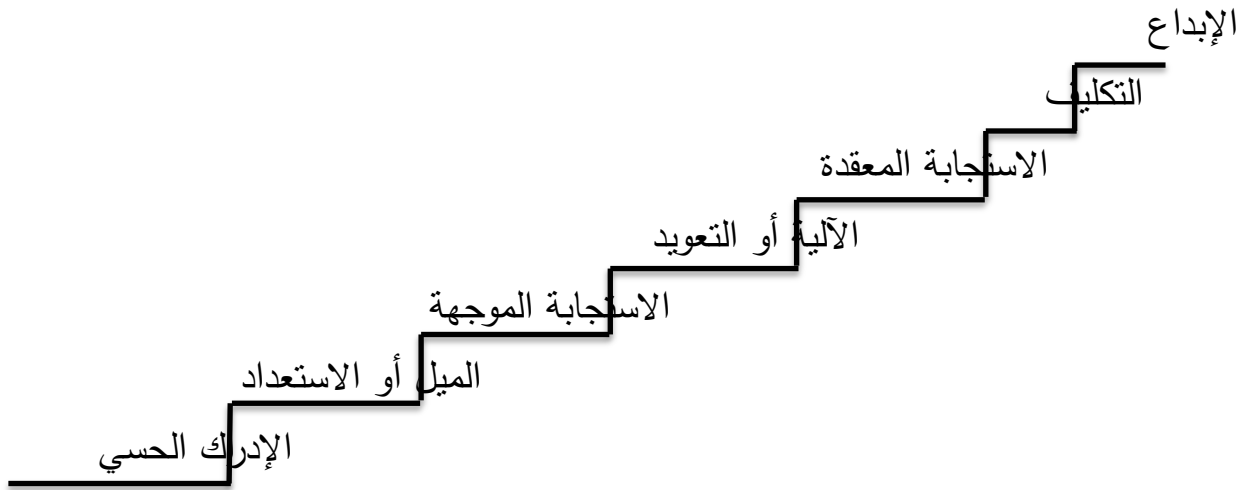 الإبداع
التكليف
الاستجابة المعقدة
الآلية أو التعويد
الاستجابة الموجهة
الميل أو الاستعداد
الإدراك الحسي